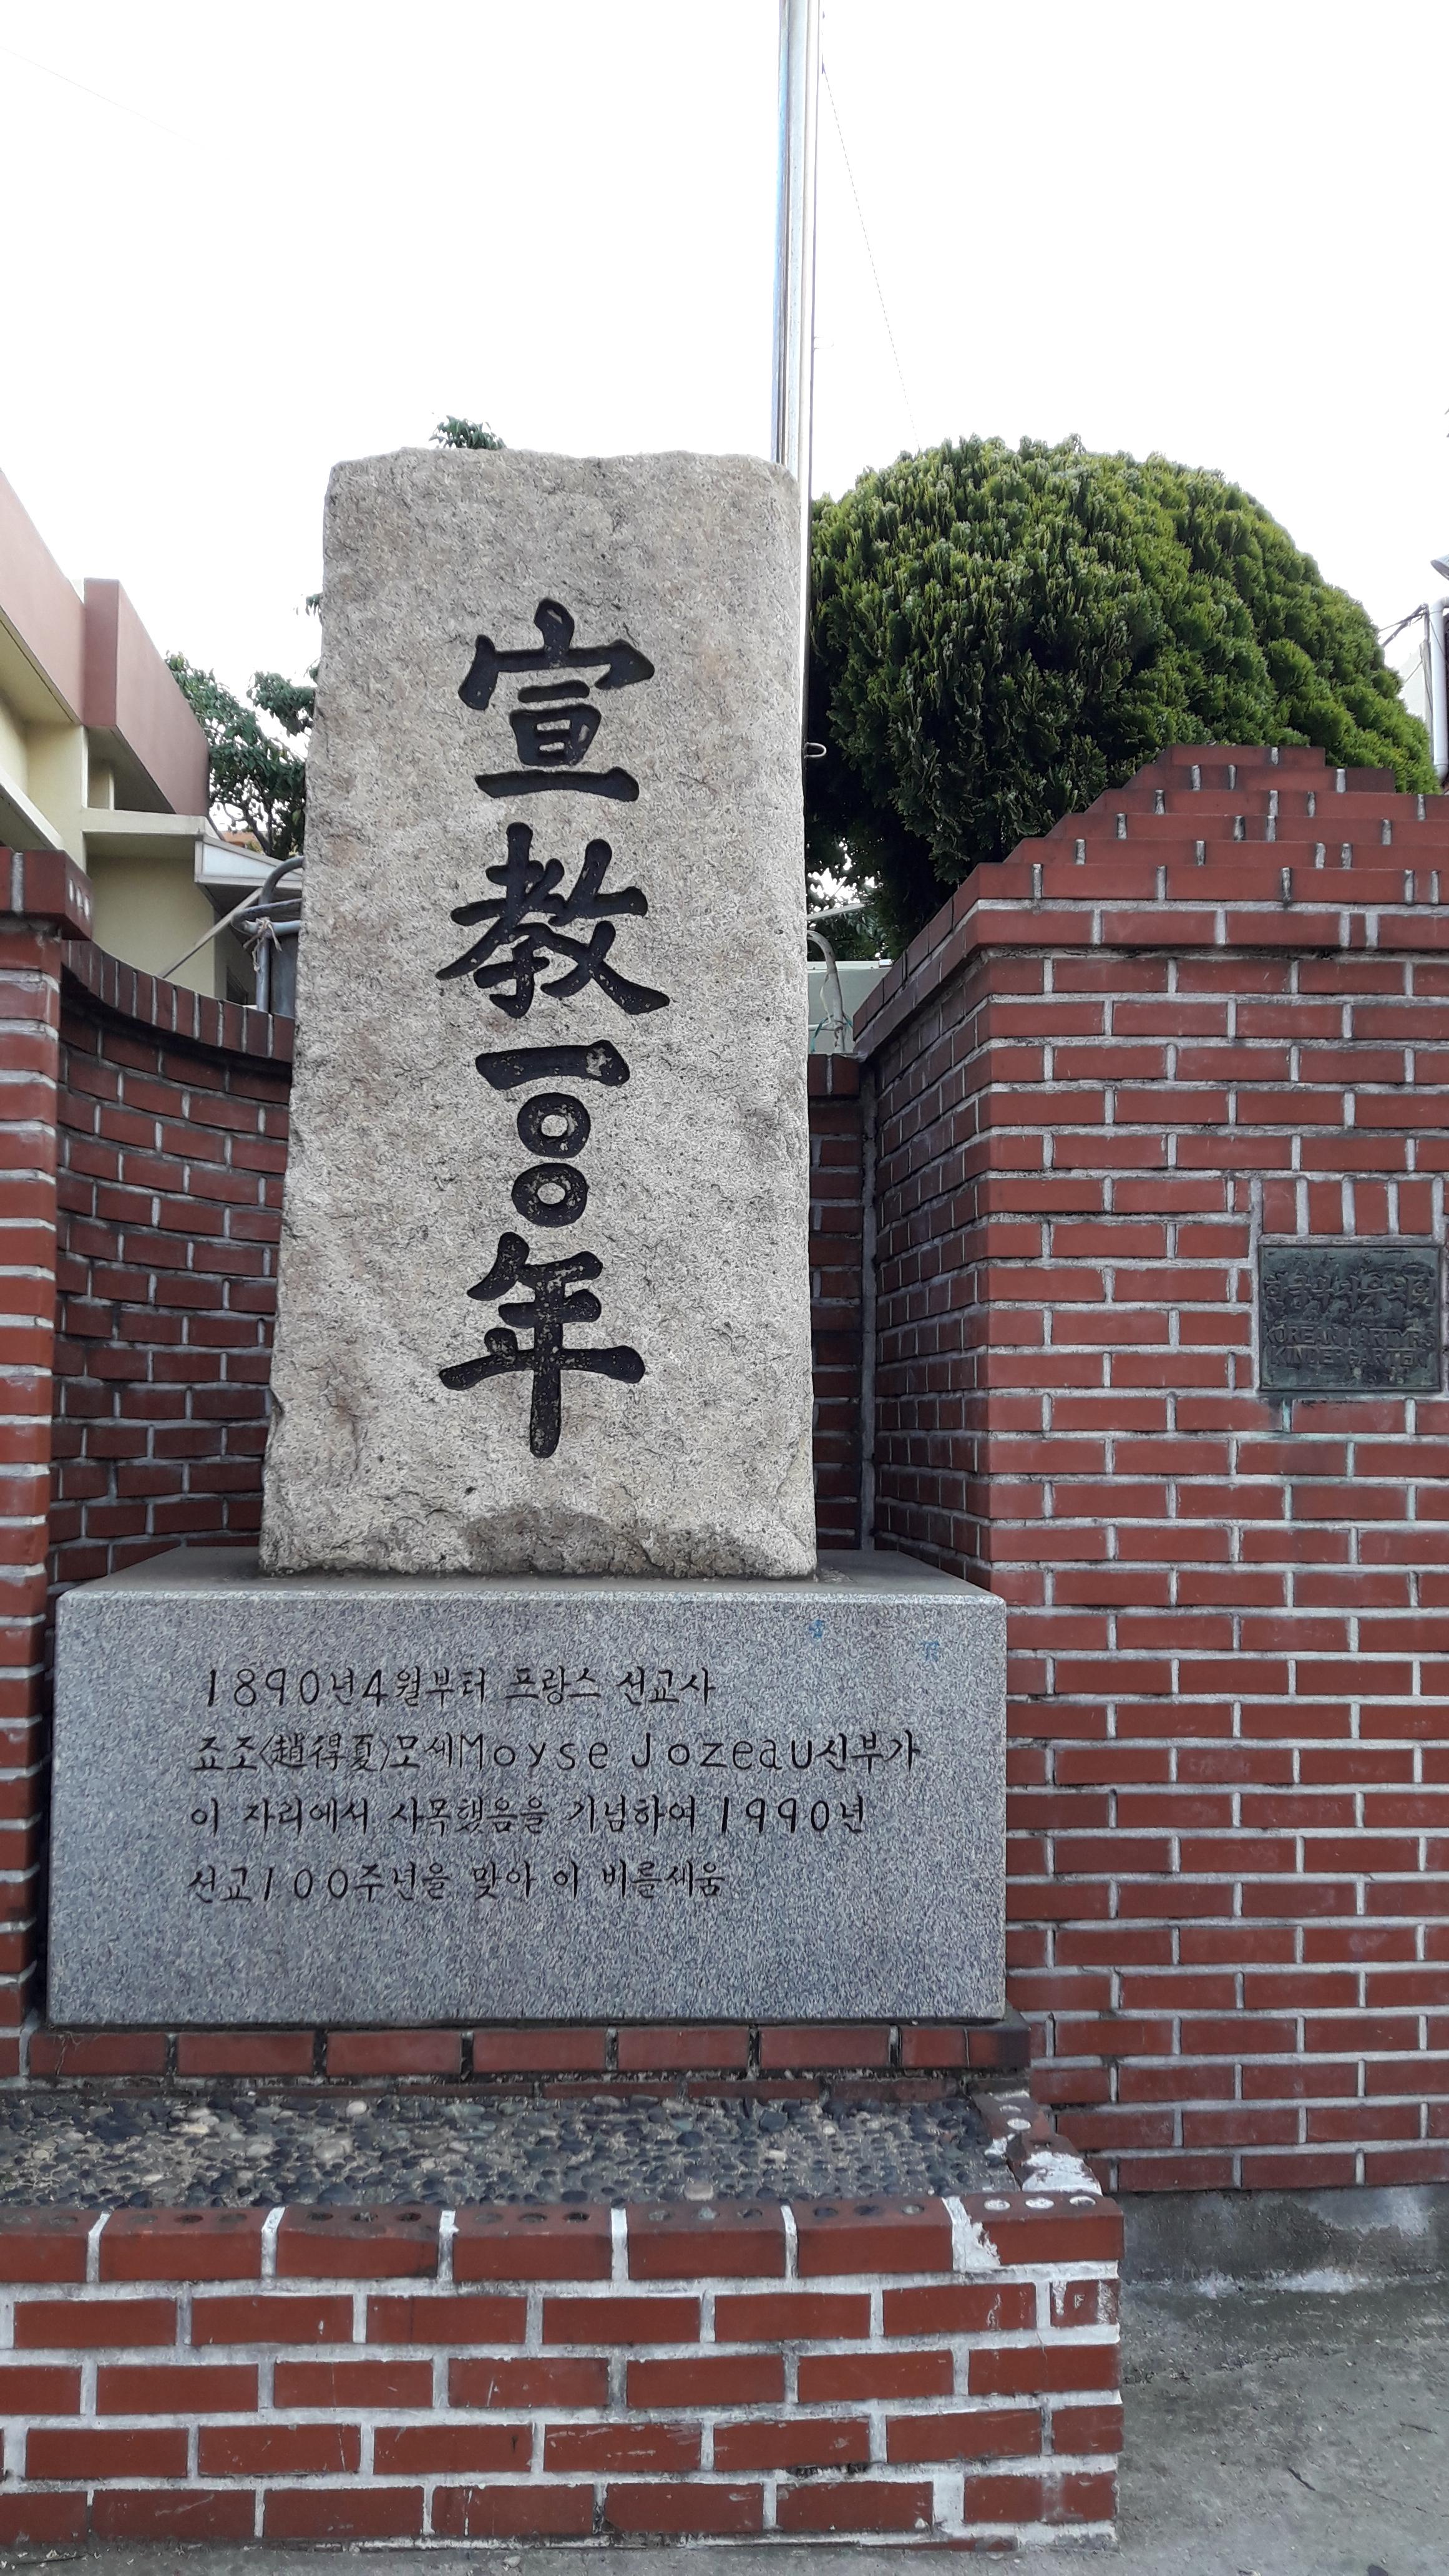 宣教一〇〇年
1890년4월부터 프랑스 선교사
죠조(趙得夏)모세Moyse Jozeau신부가
이 자리에서 사목했음을 기념하여 1990년
선교100주년을 맞아 이 비를세움
KOREAN MARTYRS
KINDERGARTEN